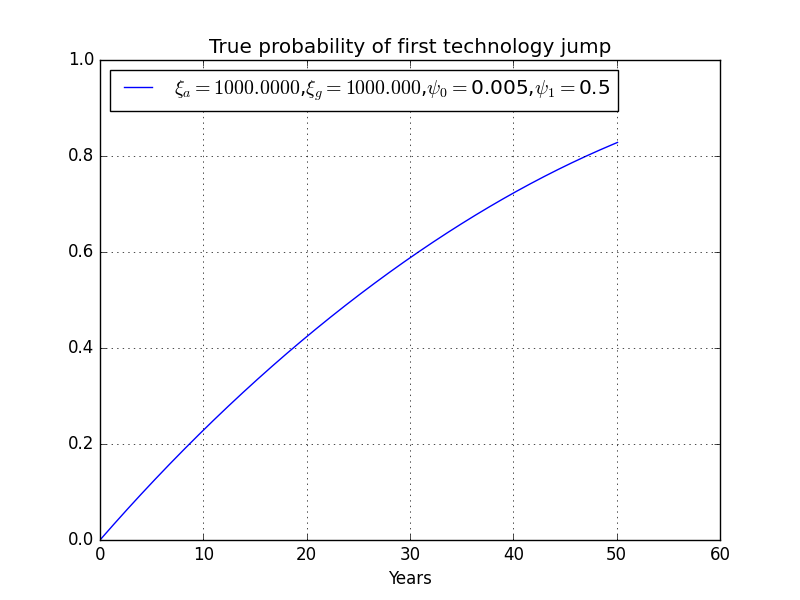 True probability of first technology jump
1.0
ξₐ = 1000.0000,ξ_g = 1000.000,ψ₀ =0.005,ψ₁ =0.5
0.8
0.6
0.4
0.2
0.0
0 10 20 30 40 50 60
Years